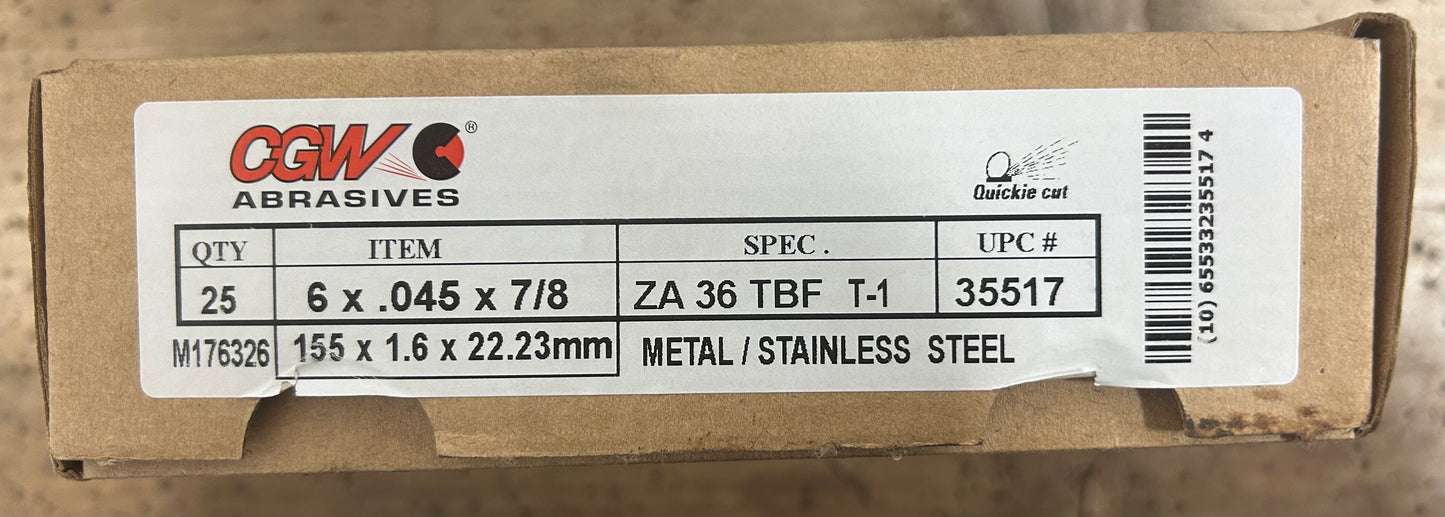 CGW ®
ABRASIVES
Quickie cut
QTY ITEM SPEC . UPC #
25 6 x .045 x 7/8 ZA 36 TBF T-1 35517
M176326 155 x 1.6 x 22.23mm METAL / STAINLESS STEEL
(10) 65533235517 4